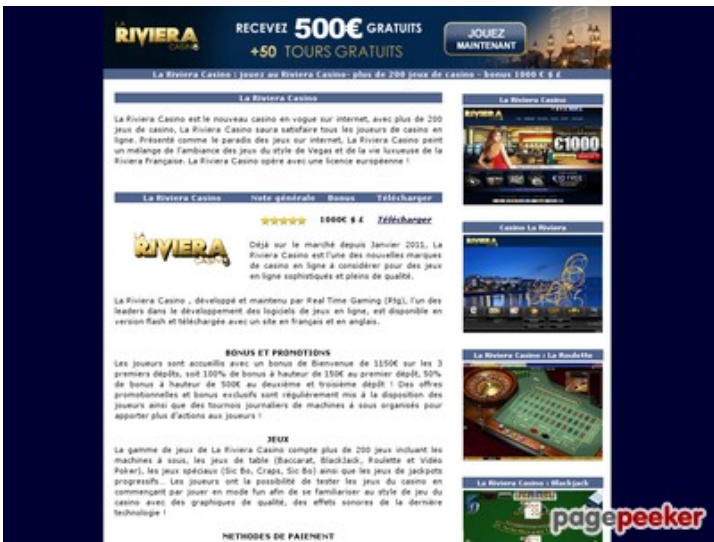 LA RIVIERA CASINO
RECEVEZ 500€ GRATUITS
+50 TOURS GRATUITS
JOUEZ
MAINTENANT
La Riviera Casino : jouez au Riviera Casino- plus de 200 jeux de casino - bonus 1000 € $ £
La Riviera Casino
La Riviera Casino est le nouveau casino en vogue sur internet, avec plus de 200
jeux de casino, La Riviera Casino saura satisfaire tous les joueurs de casino en
ligne. Présenté comme le paradis des jeux sur internet, La Riviera Casino peint
un mélange de l'ambiance des jeux du style de Vegas et de la vie luxueuse de la
Riviera Française. La Riviera Casino opère avec une licence européenne !
La Riviera Casino Note générale Bonus Télécharger
1000€ $ £ Télécharger
LA RIVIERA CASINO
Déjà sur le marché depuis Janvier 2011, La
Riviera Casino est l'une des nouvelles marques
de casino en ligne à considérer pour des jeux
en ligne sophistiqués et pleins de qualité.
La Riviera Casino , développé et maintenu par Real Time Gaming (Rtg), l'un des
leaders dans le développement des logiciels de jeux en ligne, est disponible en
version flash et téléchargée avec un site en français et en anglais.
BONUS ET PROMOTIONS
Les joueurs sont accueillis avec un bonus de Bienvenue de 1150€ sur les 3
premiers dépôts, soit 100% de bonus à hauteur de 150€ au premier dépôt, 50%
de bonus à hauteur de 500€ au deuxième et troisième dépôt ! Des offres
promotionnelles et bonus exclusifs sont régulièrement mis à la disposition des
joueurs ainsi que des tournois journaliers de machines á sous organisés pour
apporter plus d'actions aux joueurs !
JEUX
La gamme de jeux de La Riviera Casino compte plus de 200 jeux incluant les
machines à sous, les jeux de table (Baccarat, BlackJack, Roulette et Vidéo
Poker), les jeux spéciaux (Sic Bo, Craps, Sic Bo) ainsi que les jeux de jackpots
progressifs... Les joueurs ont la possibilité de tester les jeux du casino en
commençant par jouer en mode fun afin de se familiariser au style de jeu du
casino avec des graphiques de qualité, des effets sonores de la dernière
technologie !
METHODES DE PAIEMENT
La Riviera Casino
RIVIERA
€1000
€10 FREE
Casino La Riviera
RIVIERA
La Riviera Casino : La Roulette
La Riviera Casino : Blackjack
pagepeeker